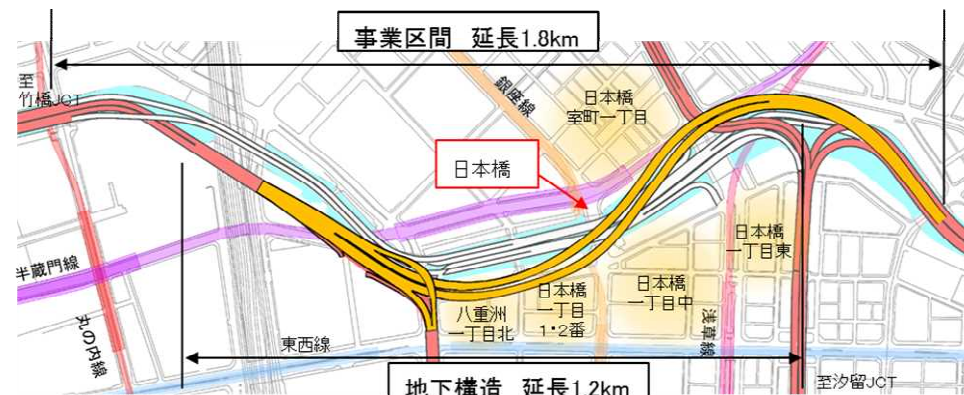 事業区間 延長1.8km
至
竹橋JCT
銀座線
日本橋
室町一丁目
日本橋
日本橋
一丁目東
半蔵門線
日本橋
一丁目中
日本橋
一丁目
1・2番
八重洲
一丁目北
浅草線
丸の内線
東西線
地下構造 延長1.2km
至汐留JCT